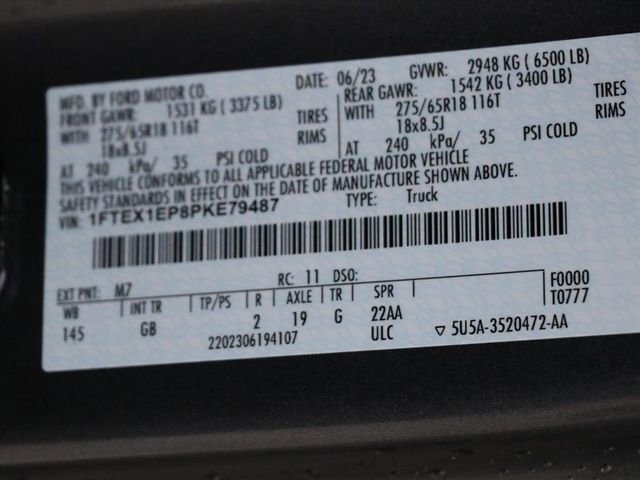 MFD. BY FORD MOTOR CO.
DATE: 06/23 GVWR: 2948 KG ( 6500 LB)
FRONT GAWR: 1531 KG ( 3375 LB) REAR GAWR: 1542 KG ( 3400 LB)
WITH 275/65R18 116T TIRES WITH 275/65R18 116T TIRES
18x8.5J RIMS 18x8.5J RIMS
AT 240 kPa/ 35 PSI COLD AT 240 kPa/ 35 PSI COLD
THIS VEHICLE CONFORMS TO ALL APPLICABLE FEDERAL MOTOR VEHICLE
SAFETY STANDARDS IN EFFECT ON THE DATE OF MANUFACTURE SHOWN ABOVE.
VIN: 1FTEX1EP8PKE79487 TYPE: Truck
EXT PNT: M7 RC: 11 DSO:
WB INT TR TP/PS R AXLE TR SPR F0000
145 GB 2 19 G 22AA T0777
2202306194107 ULC ▽ 5U5A-3520472-AA